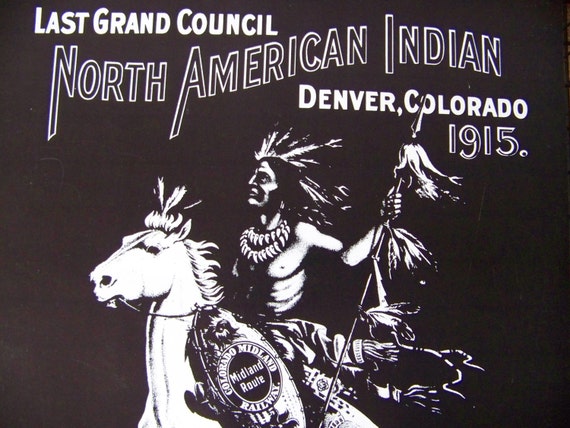 LAST GRAND COUNCIL
NORTH AMERICAN INDIAN
DENVER, COLORADO
1915.
COLORADO MIDLAND
RAILWAY
Midland
Route